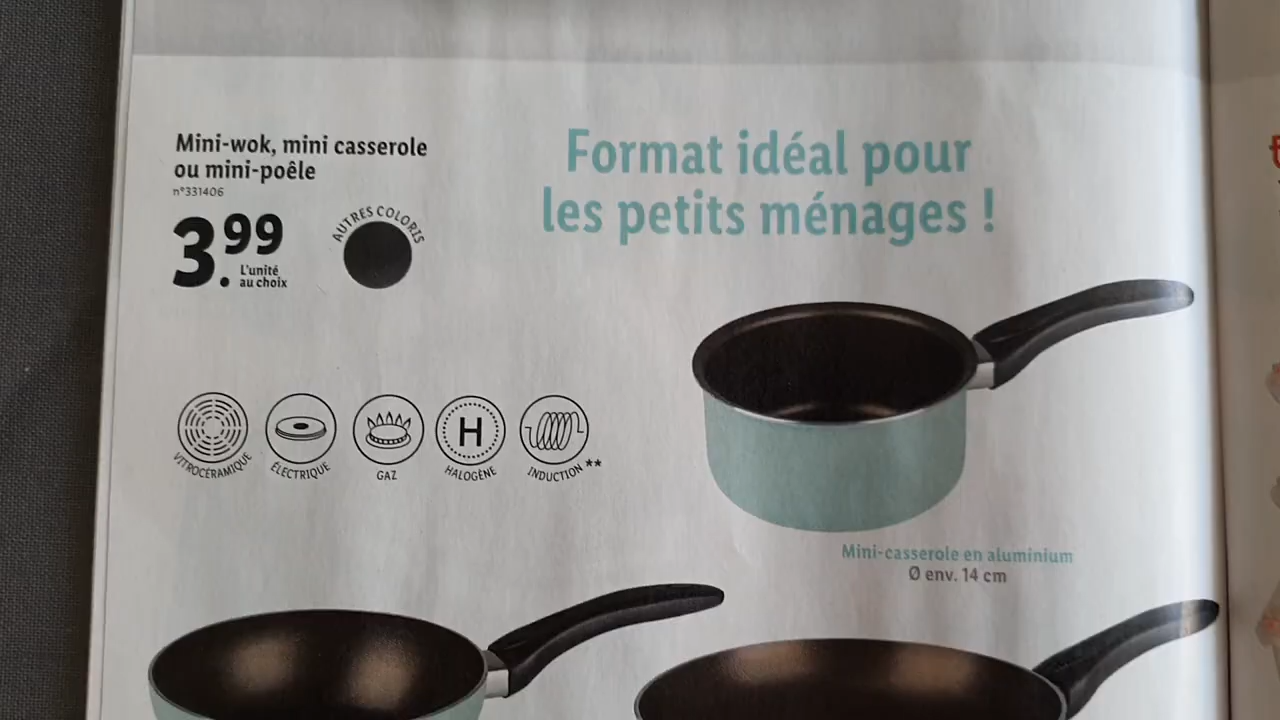 Mini-wok, mini casserole
ou mini-poêle
n°331406
3.99
L'unité
au choix
AUTRES COLORIS
Format idéal pour
les petits ménages !
VITROCÉRAMIQUE
ÉLECTRIQUE
GAZ
H
HALOGÈNE
INDUCTION **
Mini-casserole en aluminium
Ø env. 14 cm